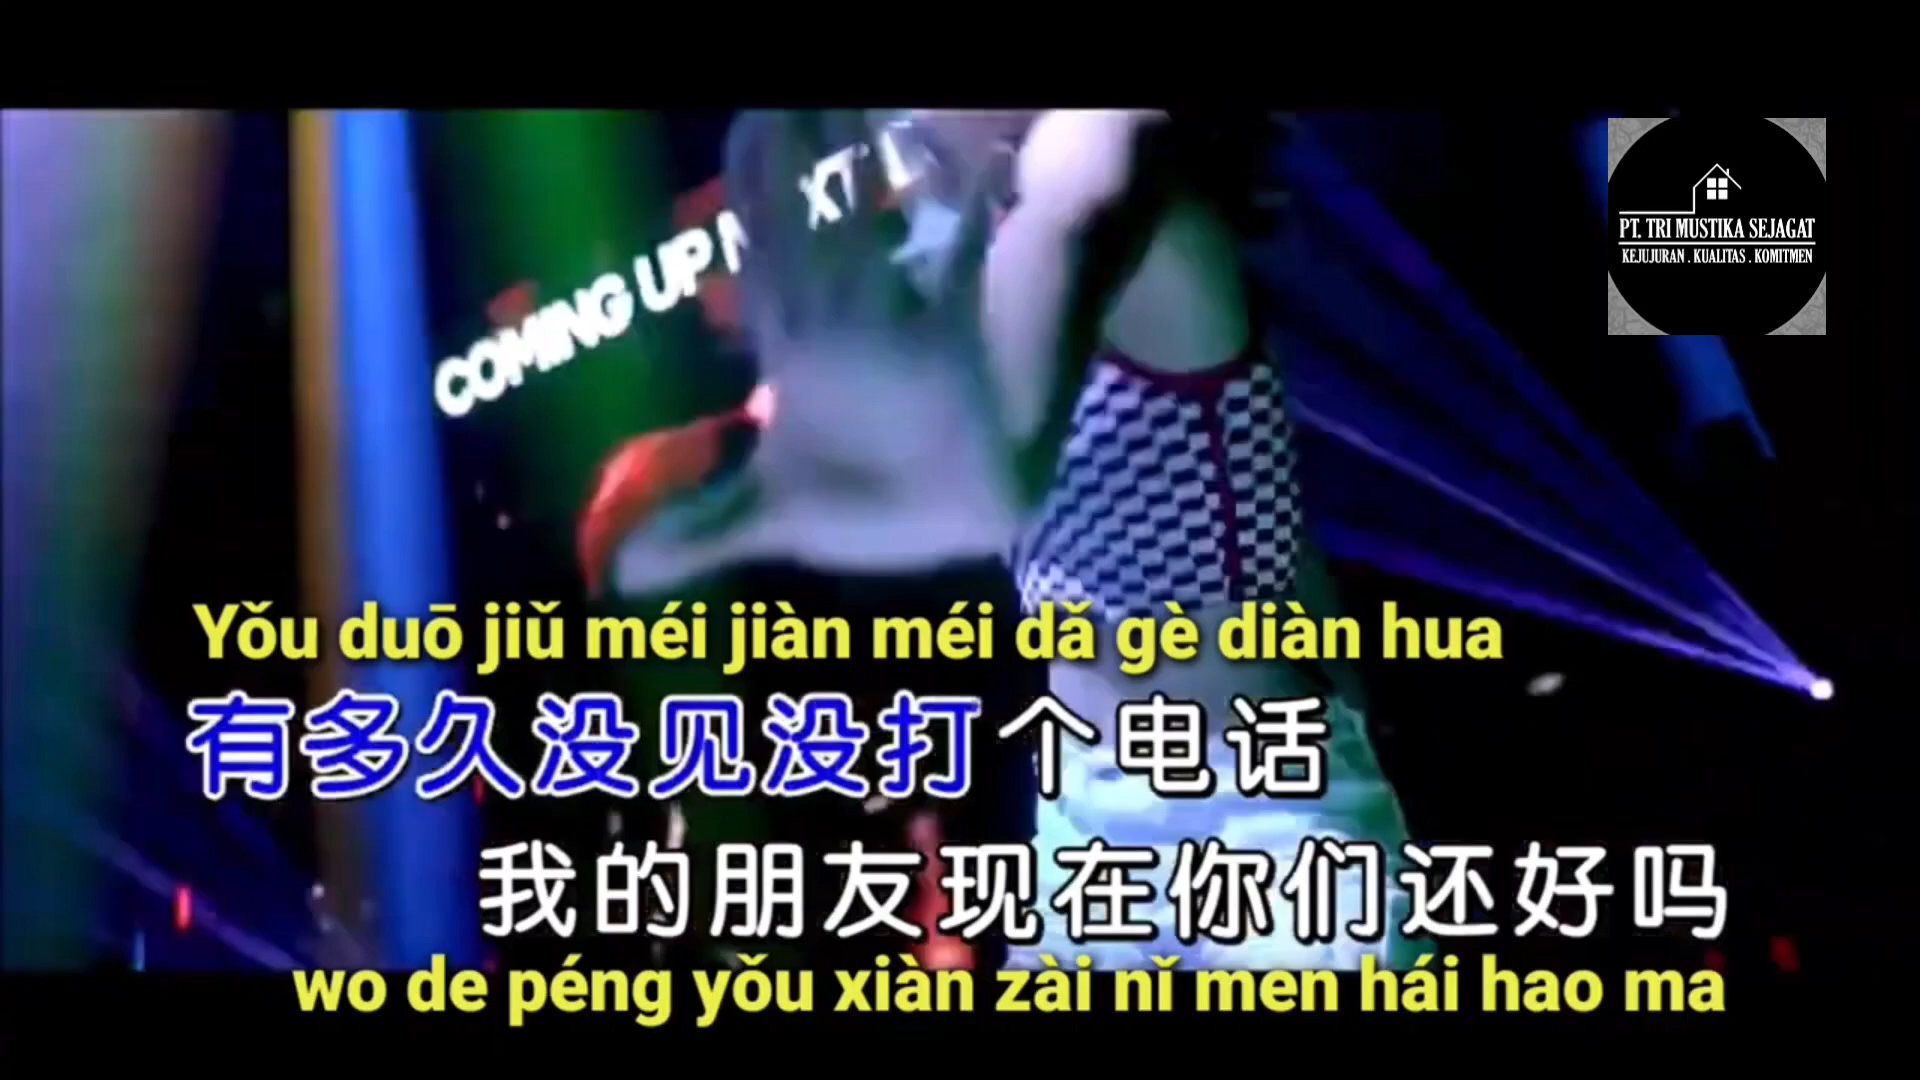 COMING UP
PT. TRI MUSTIKA SEJAGAT
KEJUJURAN . KUALITAS . KOMITMEN
Yǒu duō jiǔ méi jiàn méi dǎ gè diàn hua
有多久没见没打个电话
我的朋友现在你们还好吗
wo de péng yǒu xiàn zài nǐ men hái hao ma